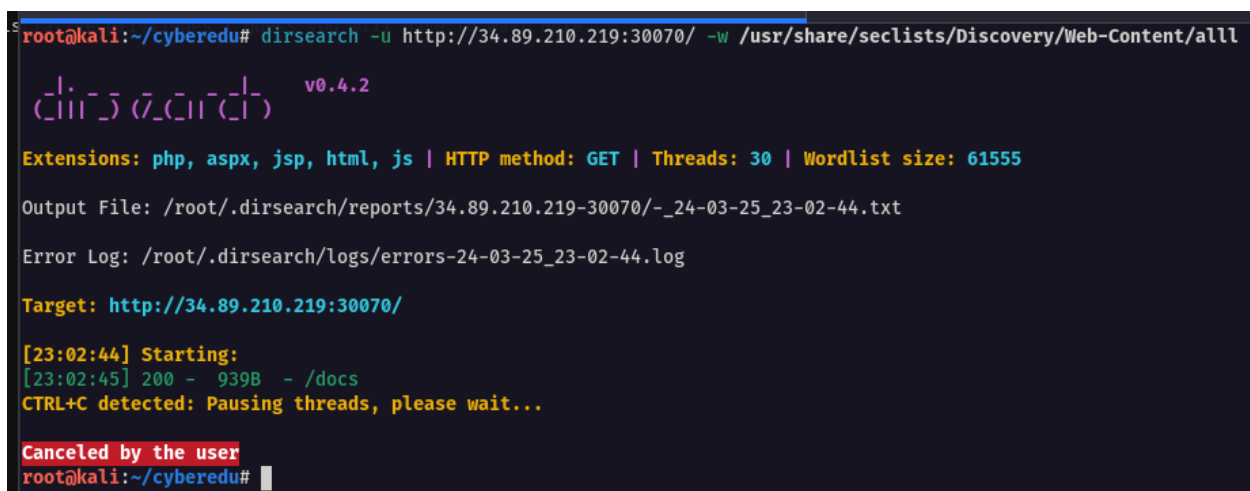 root@kali:~/cyberedu# dirsearch -u http://34.89.210.219:30070/ -w /usr/share/seclists/Discovery/Web-Content/alll
v0.4.2
Extensions: php, aspx, jsp, html, js | HTTP method: GET | Threads: 30 | Wordlist size: 61555
Output File: /root/.dirsearch/reports/34.89.210.219-30070/-_24-03-25_23-02-44.txt
Error Log: /root/.dirsearch/logs/errors-24-03-25_23-02-44.log
Target: http://34.89.210.219:30070/
[23:02:44] Starting:
[23:02:45] 200 -  939B  - /docs
CTRL+C detected: Pausing threads, please wait...
Canceled by the user
root@kali:~/cyberedu#